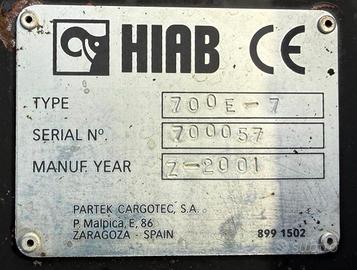 HIAB CE
TYPE 700E-7
SERIAL Nº 700057
MANUF. YEAR Z-2001
PARTEK CARGOTEC, S.A.
P. Malpica, E, 86
ZARAGOZA - SPAIN 899 1502